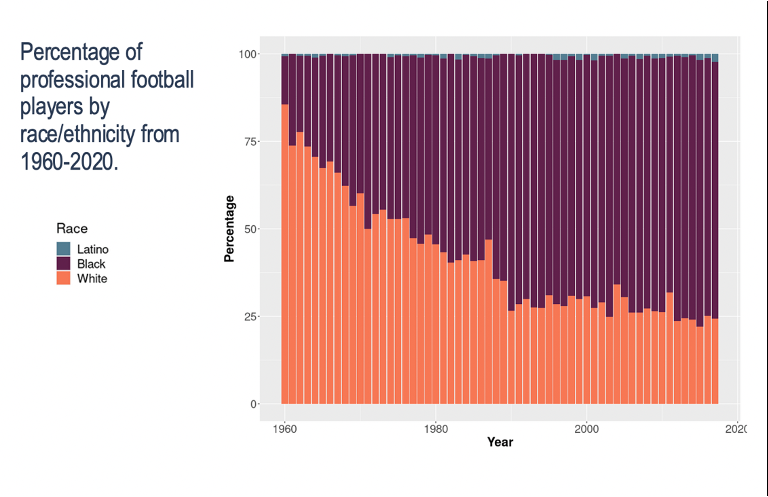 Percentage of
professional football
players by
race/ethnicity from
1960-2020.
Race
Latino
Black
White
Percentage
100
75
50
25
0
1960 1980 2000 202
Year